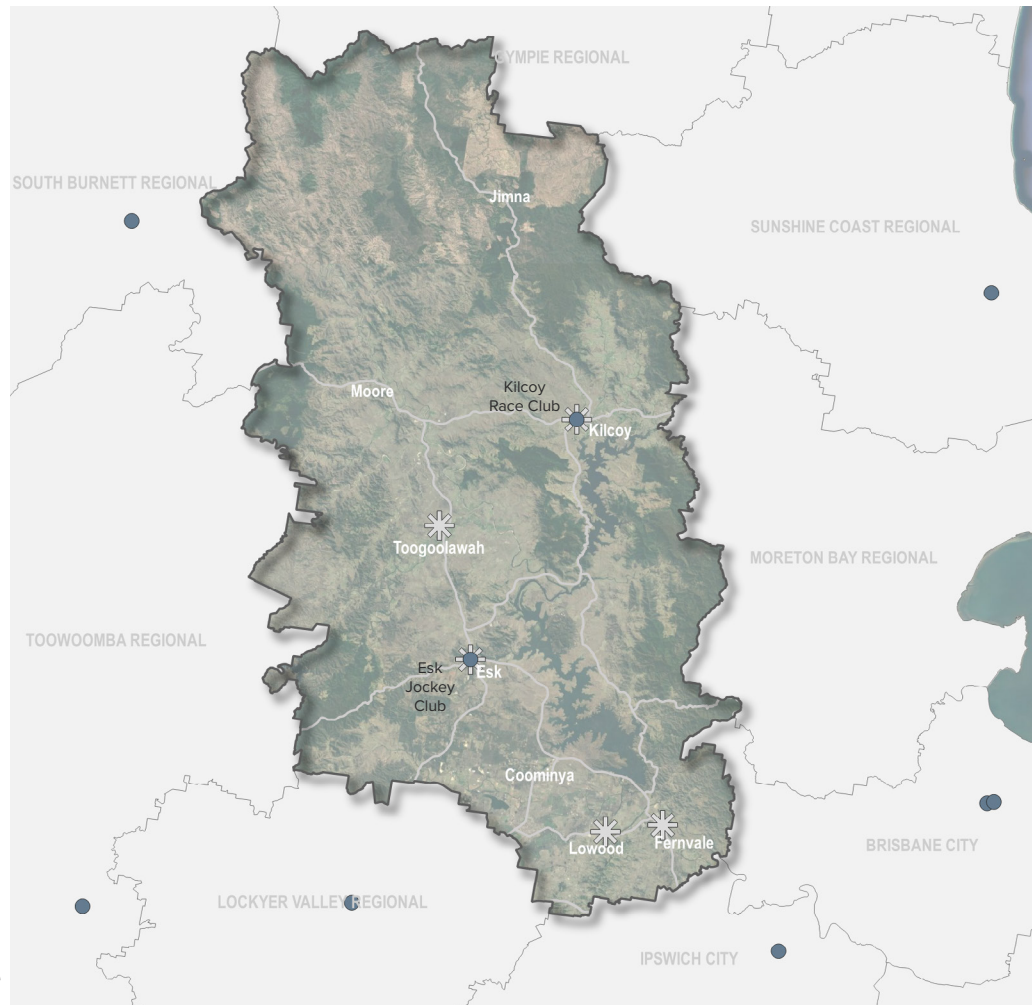 GYMPIE REGIONAL
SOUTH BURNETT REGIONAL
Jimna
SUNSHINE COAST REGIONAL
Moore
Kilcoy
Race Club
Kilcoy
Toogoolawah
MORETON BAY REGIONAL
TOOWOOMBA REGIONAL
Esk
Jockey
Club
Esk
Coominya
Lowood
Fernvale
BRISBANE CITY
LOCKYER VALLEY REGIONAL
IPSWICH CITY